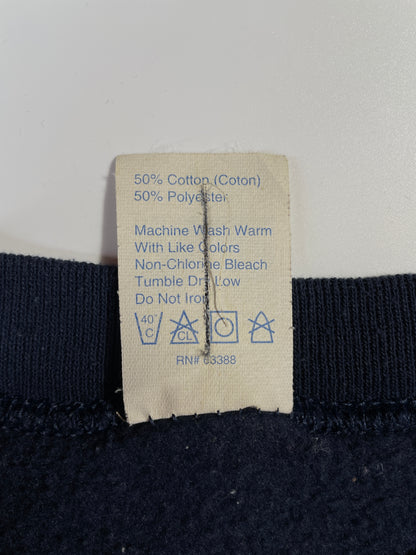 50% Cotton (Coton)
50% Polyester
Machine Wash Warm
With Like Colors
Non-Chlorine Bleach
Tumble Dry Low
Do Not Iron
40°
C
CL
RN# 63388